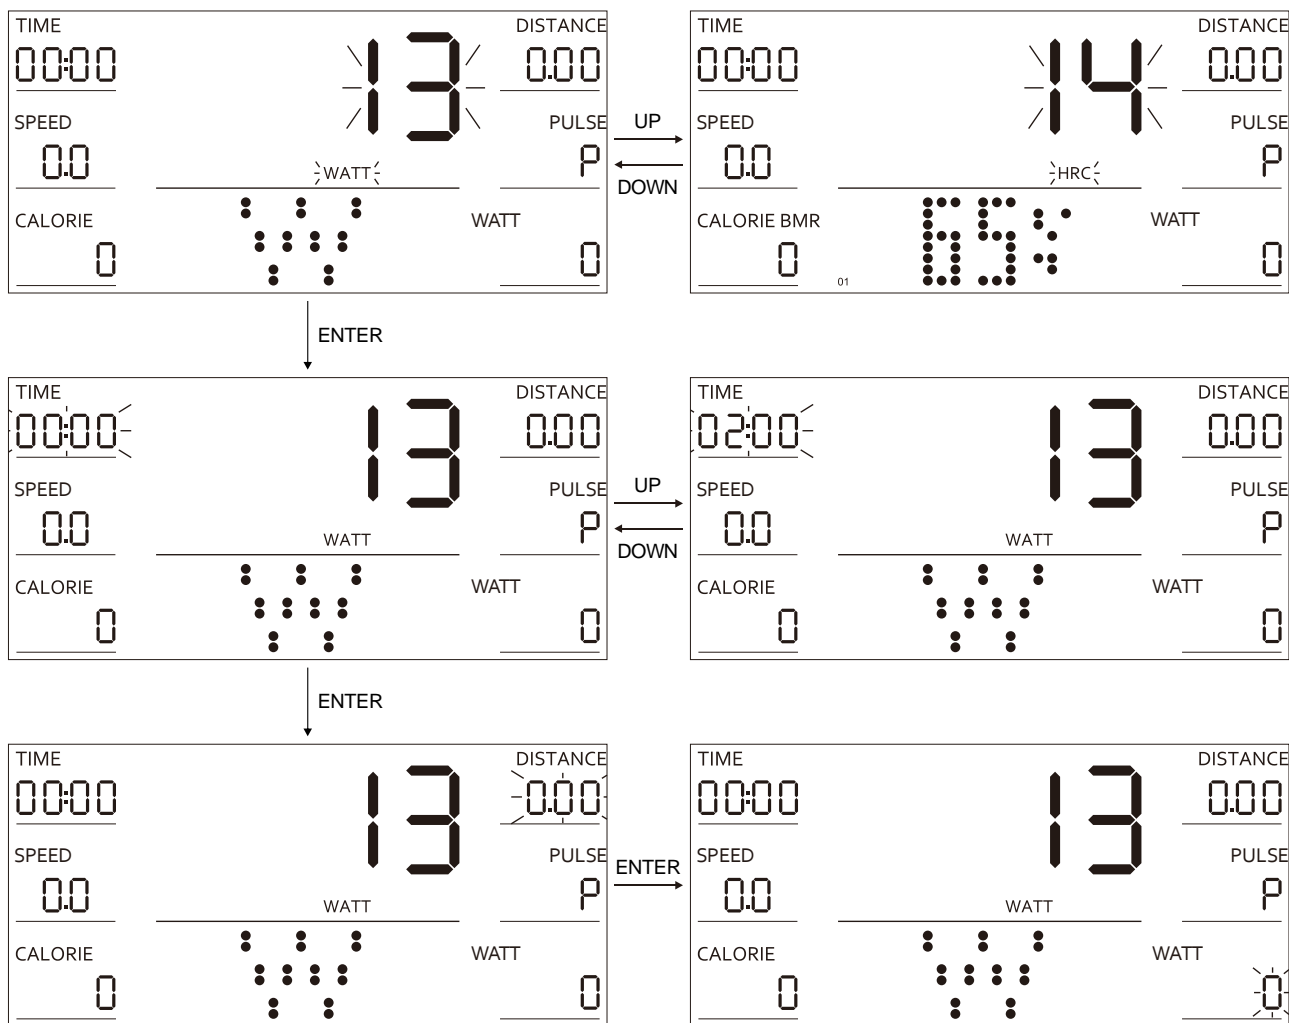 TIME 13 DISTANCE
00:00 0.00
SPEED PULSE
0.0 P
WATT
CALORIE W WATT
0 0
UP
DOWN
TIME 14 DISTANCE
00:00 0.00
SPEED PULSE
0.0 P
HRC
CALORIE BMR 65% WATT
0 01 0
ENTER
TIME 13 DISTANCE
00:00 0.00
SPEED PULSE
0.0 P
WATT
CALORIE W WATT
0 0
UP
DOWN
TIME 13 DISTANCE
02:00 0.00
SPEED PULSE
0.0 P
WATT
CALORIE W WATT
0 0
ENTER
TIME 13 DISTANCE
00:00 0.00
SPEED PULSE
0.0 P
WATT
CALORIE W WATT
0 0
ENTER
TIME 13 DISTANCE
00:00 0.00
SPEED PULSE
0.0 P
WATT
CALORIE W WATT
0 0